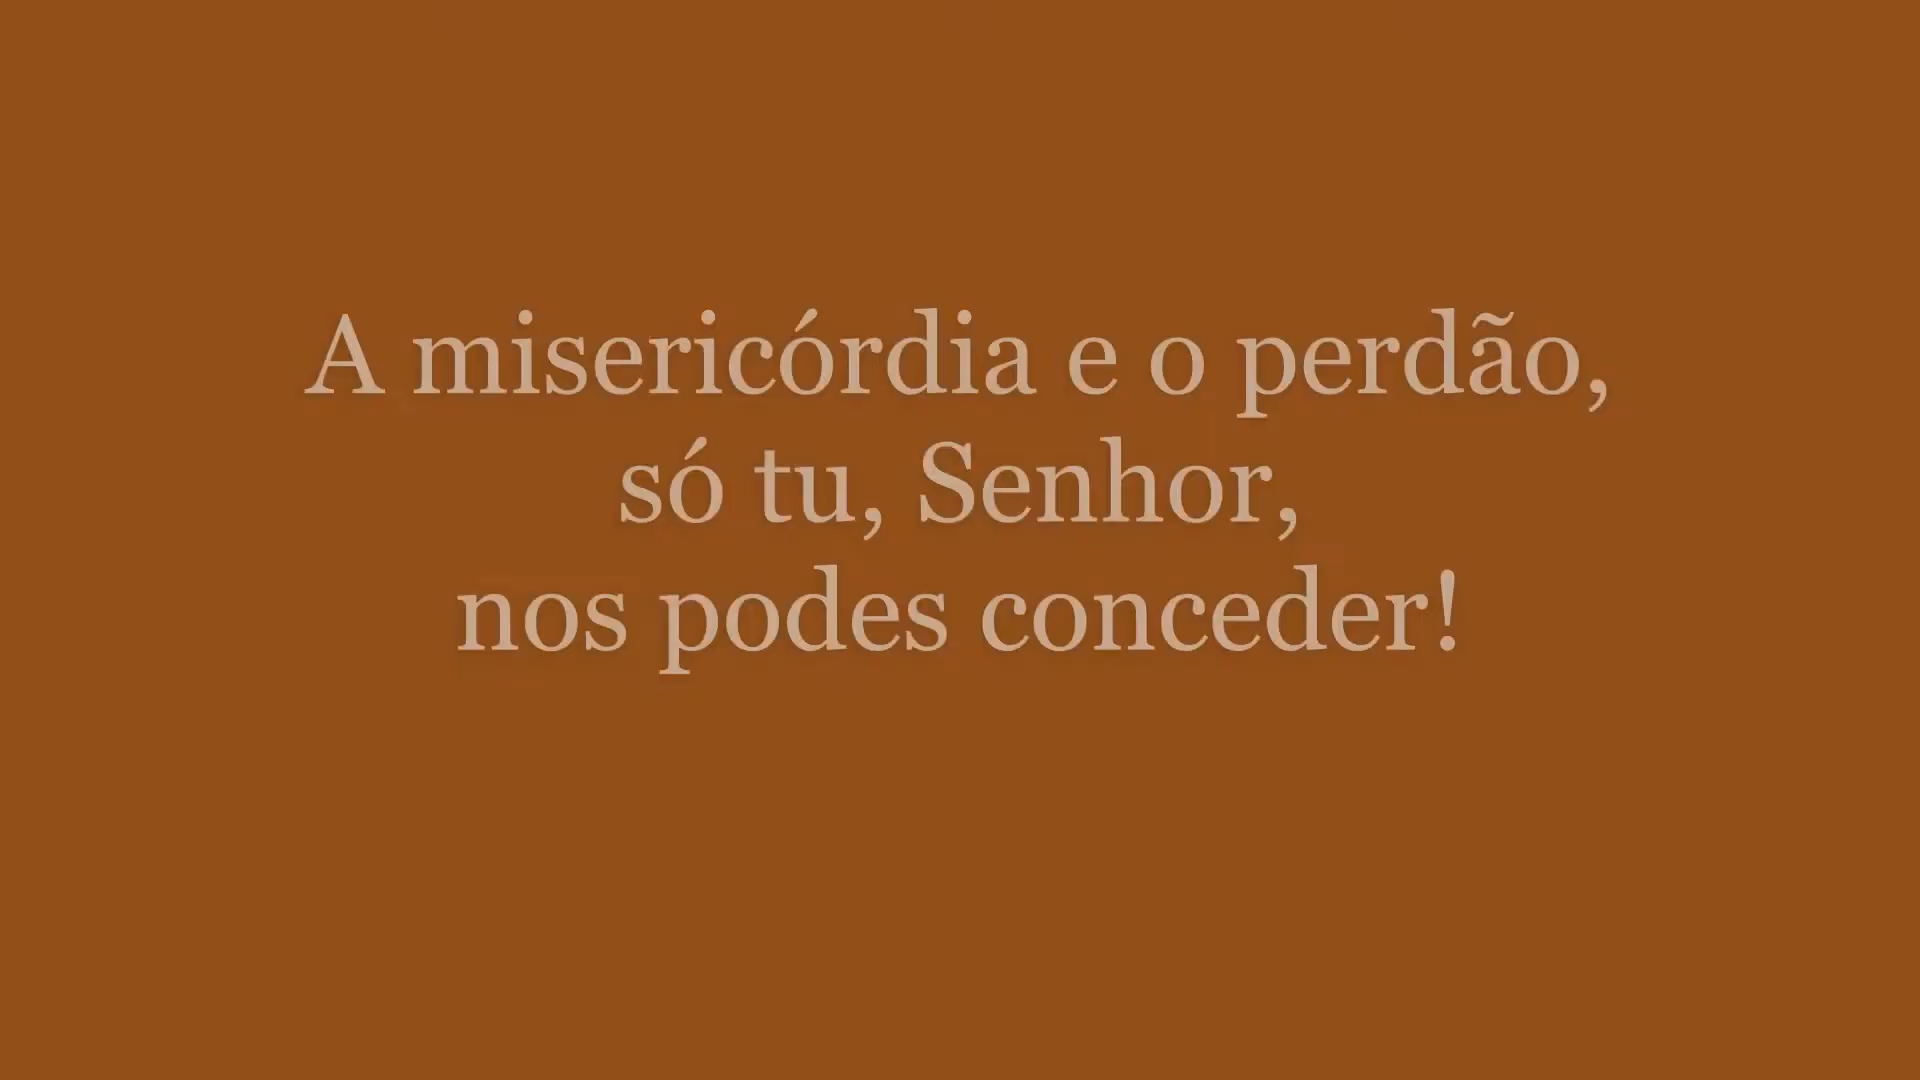 A misericórdia e o perdão,
só tu, Senhor,
nos podes conceder!